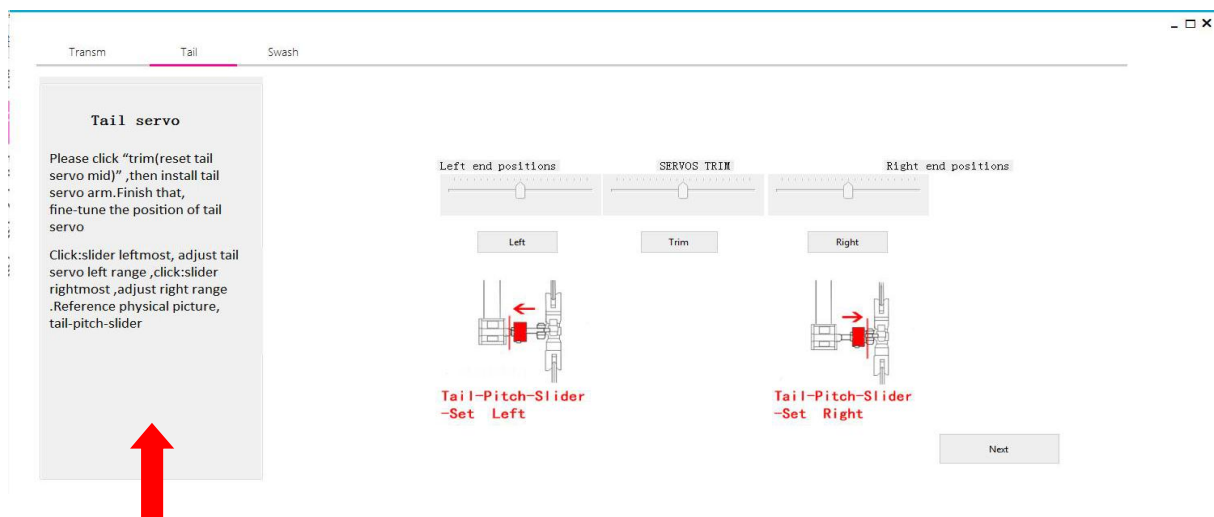 Transm Tail Swash
Tail servo
Please click “trim(reset tail
servo mid)” ,then install tail
servo arm.Finish that,
fine-tune the position of tail
servo
Click:slider leftmost, adjust tail
servo left range ,click:slider
rightmost ,adjust right range
.Reference physical picture,
tail-pitch-slider
Left end positions SERVOS TRIM Right end positions
Left Trim Right
Tail-Pitch-Slider
-Set Left
Tail-Pitch-Slider
-Set Right
Next